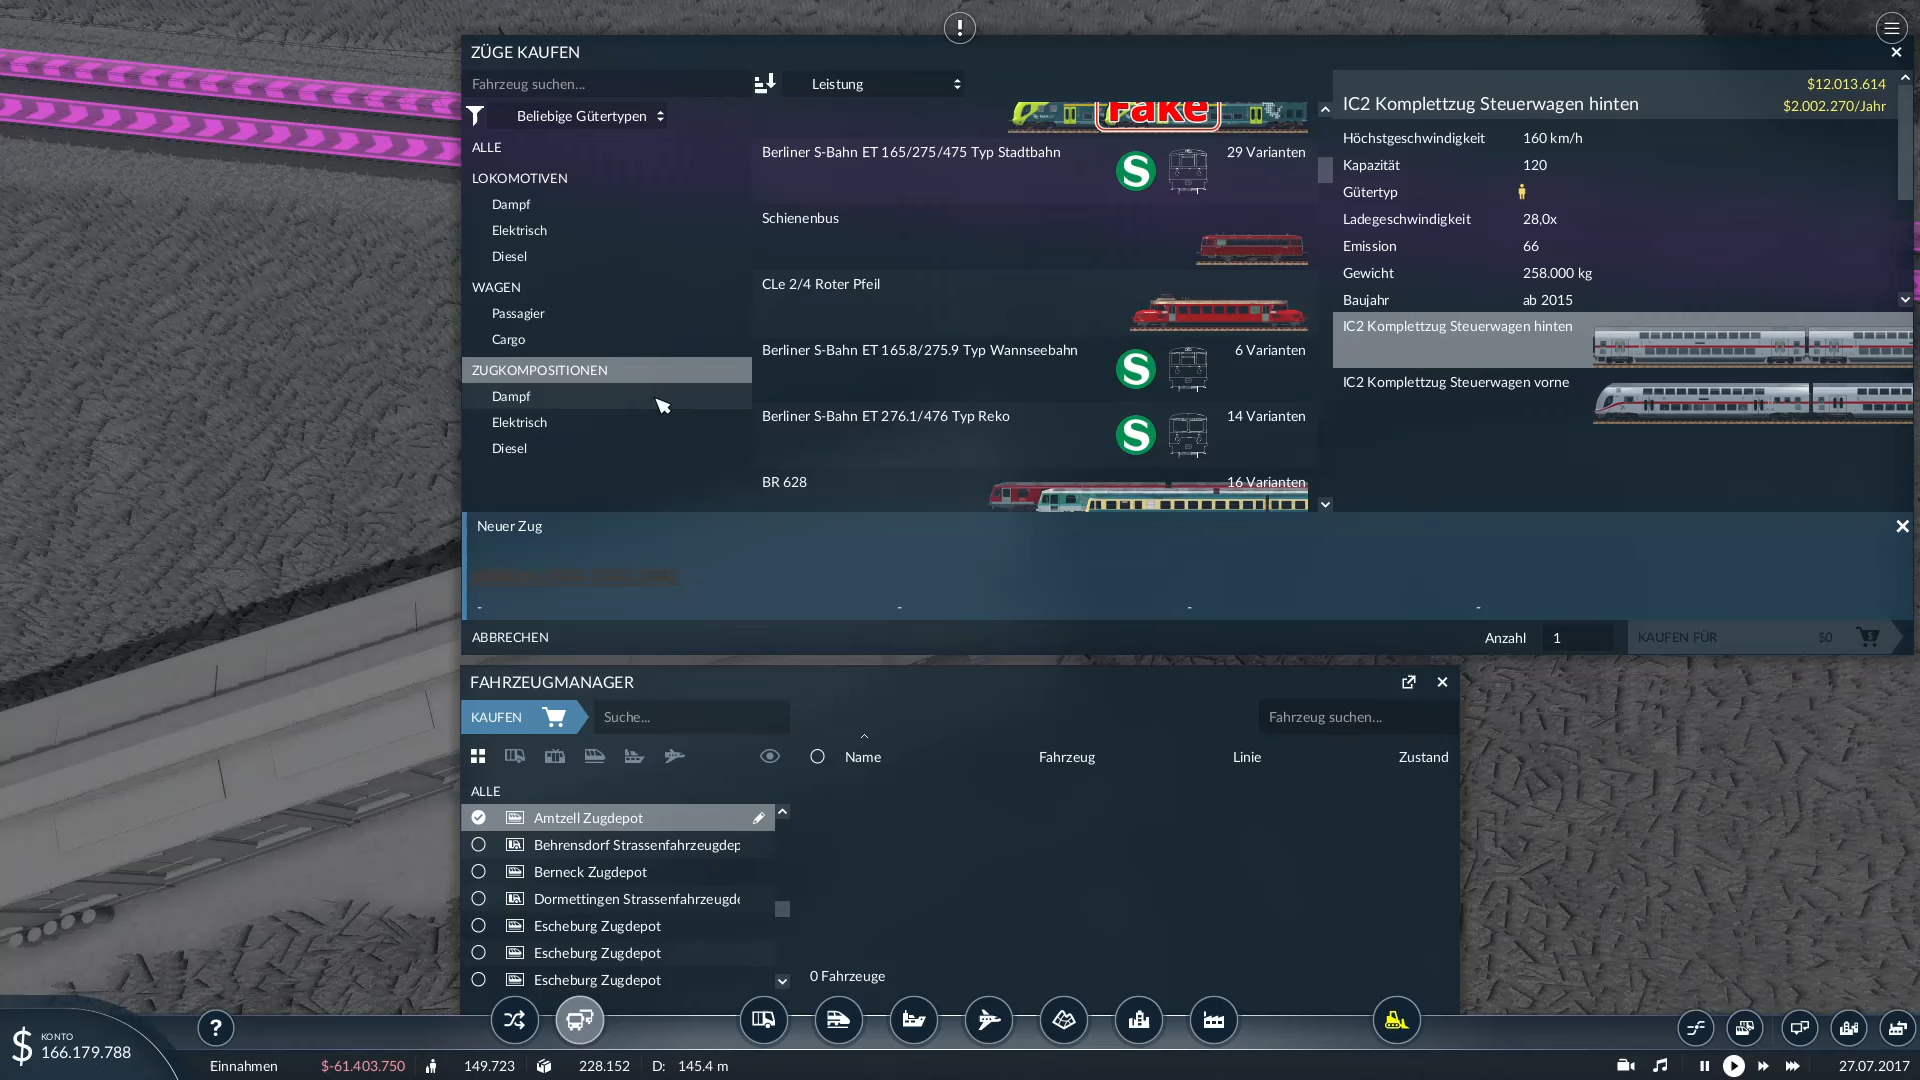 ZÜGE KAUFEN
Fahrzeug suchen...
Leistung
Beliebige Gütertypen
ALLE
LOKOMOTIVEN
Dampf
Elektrisch
Diesel
WAGEN
Passagier
Cargo
ZUGKOMPOSITIONEN
Dampf
Elektrisch
Diesel
Fake
Berliner S-Bahn ET 165/275/475 Typ Stadtbahn
S
29 Varianten
Schienenbus
CLe 2/4 Roter Pfeil
Berliner S-Bahn ET 165.8/275.9 Typ Wannseebahn
S
6 Varianten
Berliner S-Bahn ET 276.1/476 Typ Reko
S
14 Varianten
BR 628
16 Varianten
$12.013.614
IC2 Komplettzug Steuerwagen hinten
$2.002.270/Jahr
Höchstgeschwindigkeit 160 km/h
Kapazität 120
Gütertyp
Ladegeschwindigkeit 28,0x
Emission 66
Gewicht 258.000 kg
Baujahr ab 2015
IC2 Komplettzug Steuerwagen hinten
IC2 Komplettzug Steuerwagen vorne
Neuer Zug
- - - -
ABBRECHEN
Anzahl 1
KAUFEN FÜR $0
FAHRZEUGMANAGER
KAUFEN
Suche...
Fahrzeug suchen...
Name Fahrzeug Linie Zustand
ALLE
Amtzell Zugdepot
Behrensdorf Strassenfahrzeugdep
Berneck Zugdepot
Dormettingen Strassenfahrzeugde
Escheburg Zugdepot
Escheburg Zugdepot
Escheburg Zugdepot
0 Fahrzeuge
$ KONTO
166.179.788
?
Einnahmen $-61.403.750 149.723 228.152 D: 145.4 m
27.07.2017